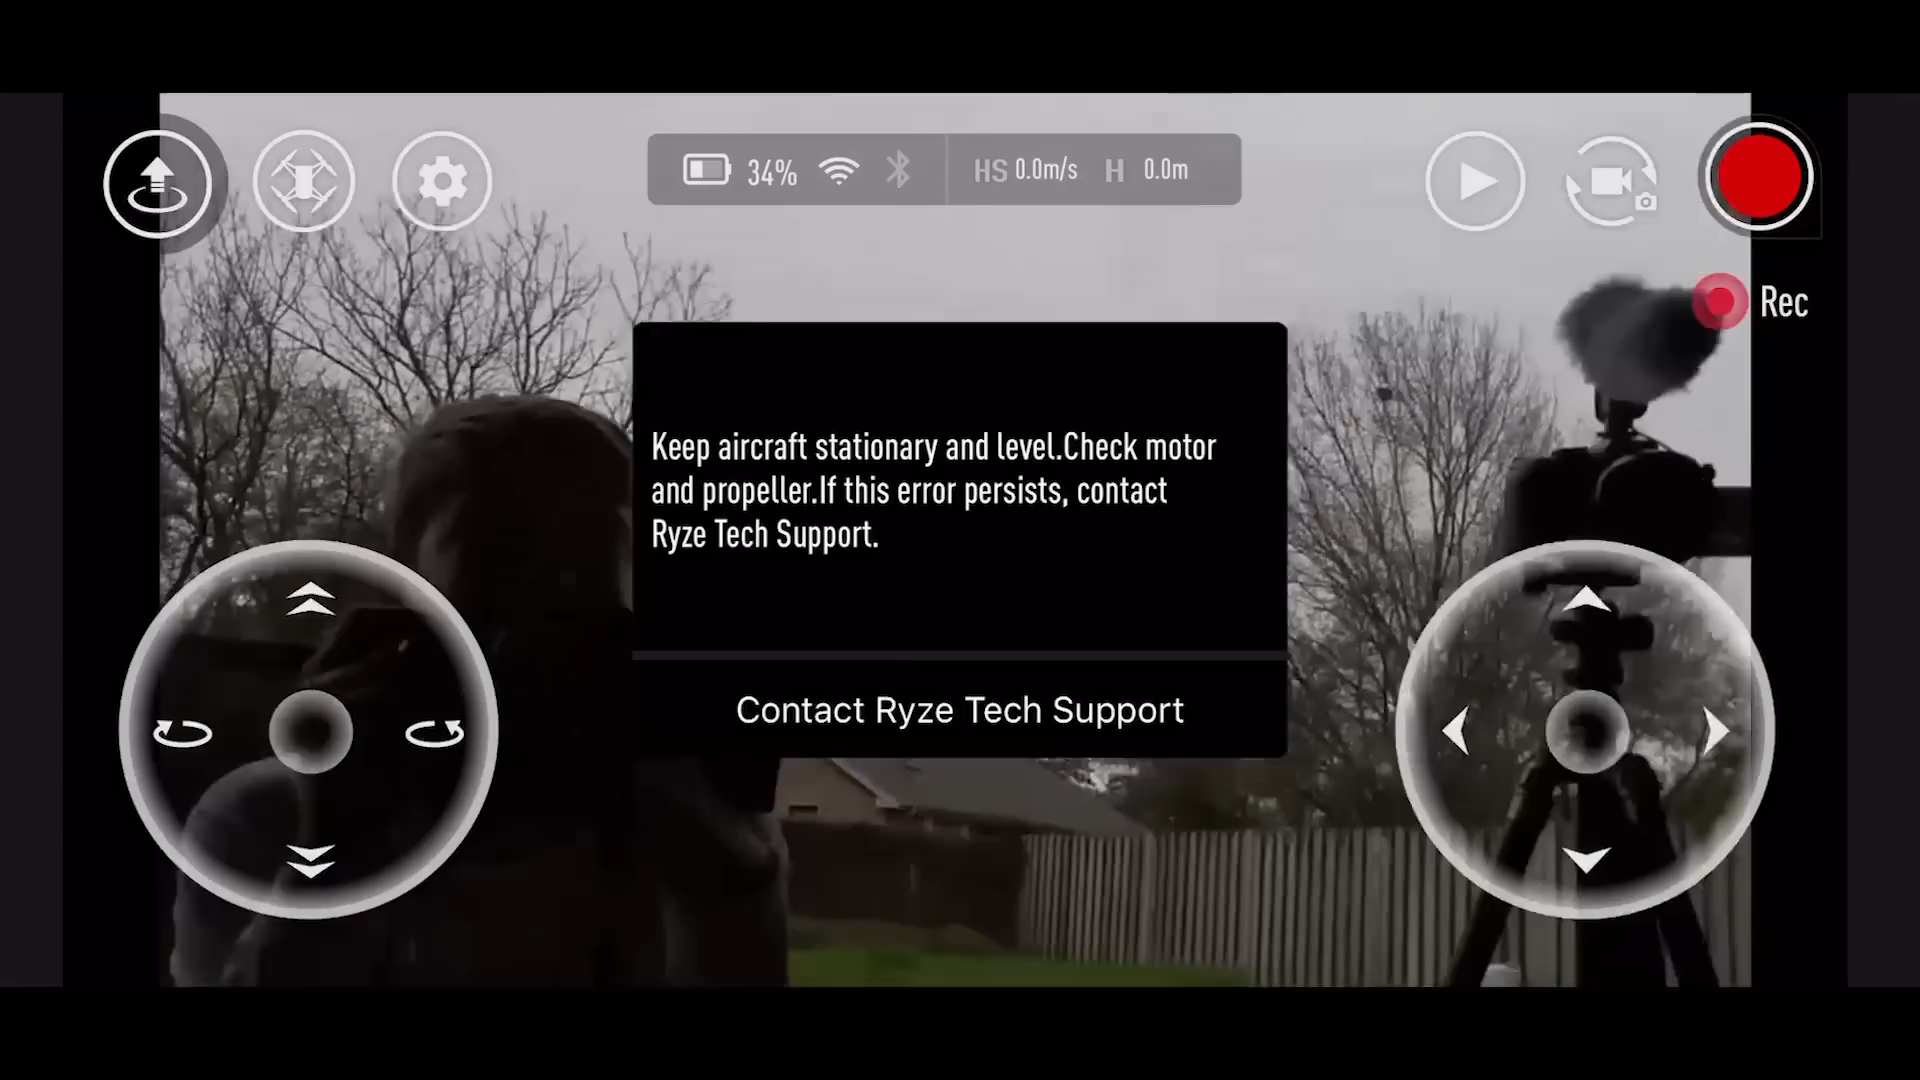 34%
HS 0.0m/s H 0.0m
Rec
Keep aircraft stationary and level.Check motor
and propeller.If this error persists, contact
Ryze Tech Support.
Contact Ryze Tech Support